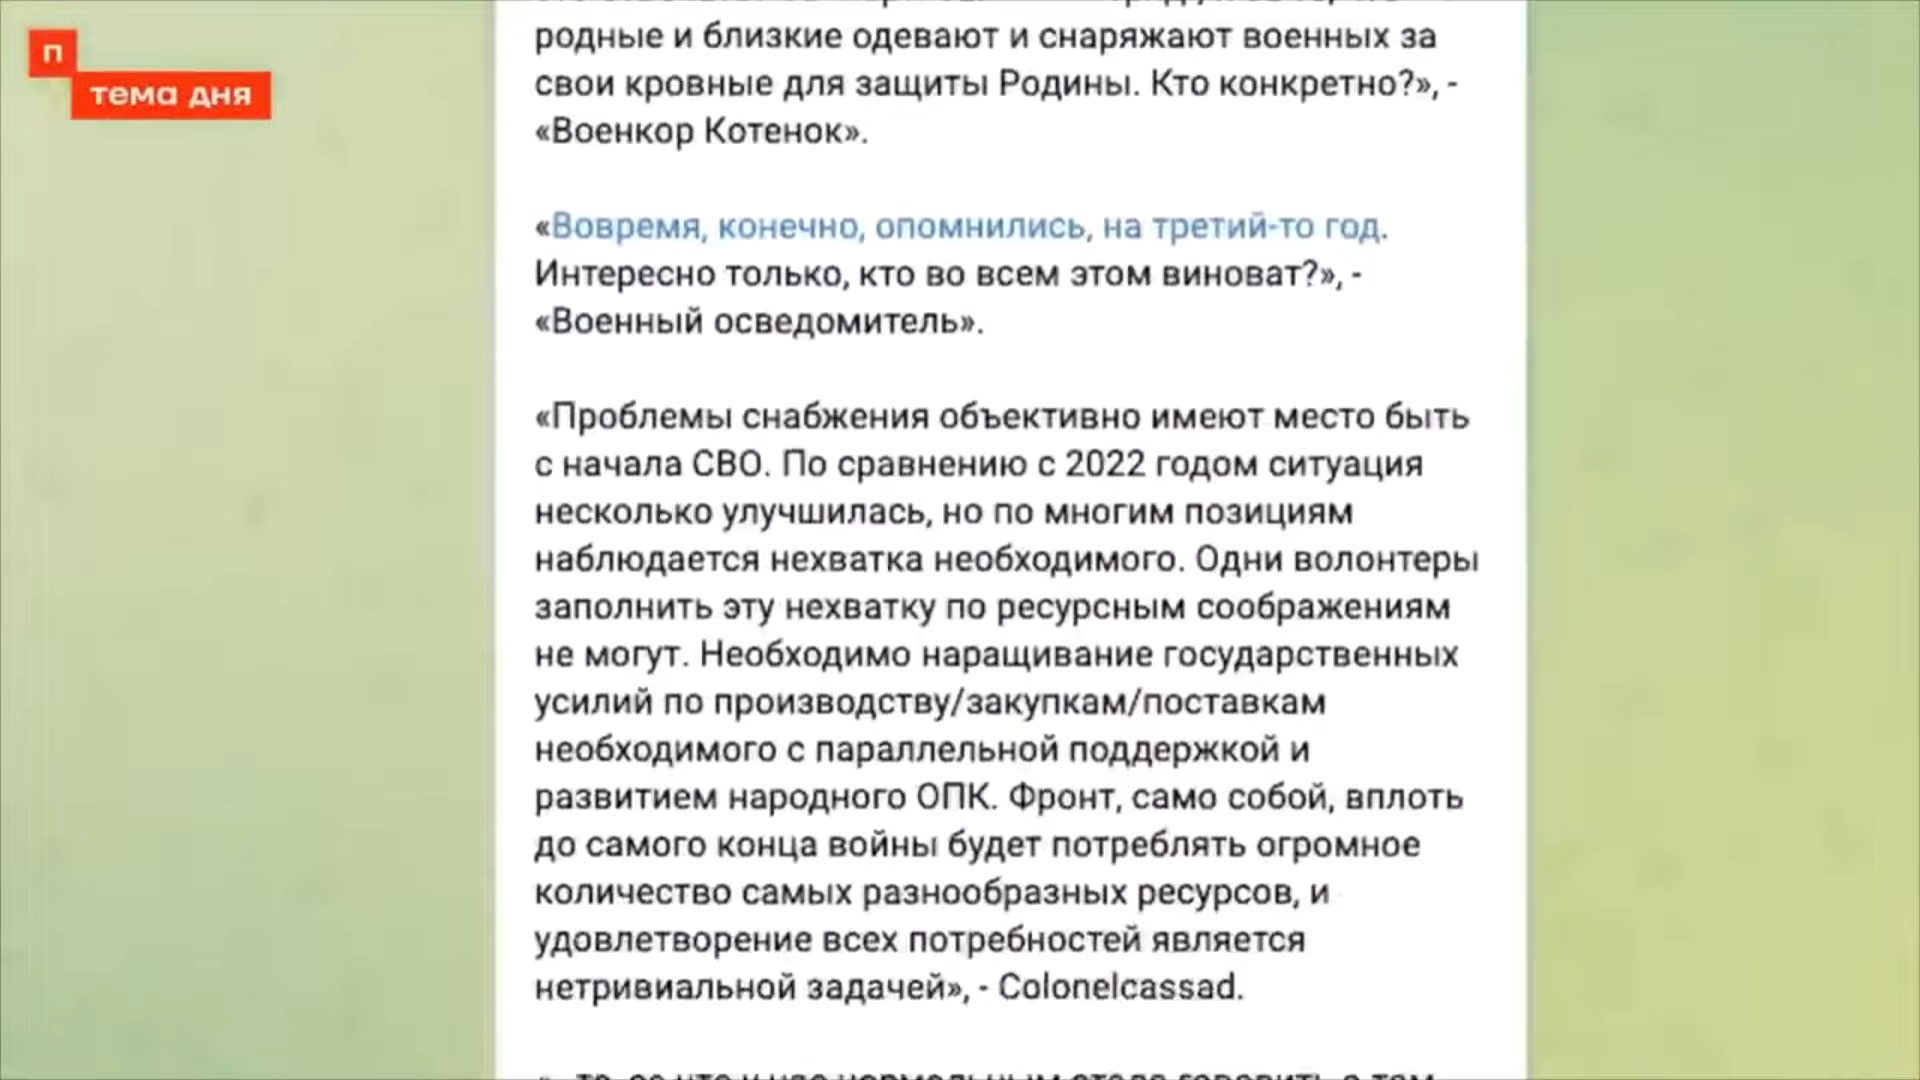 п
тема дня
родные и близкие одевают и снаряжают военных за
свои кровные для защиты Родины. Кто конкретно?», -
«Военкор Котенок».
«Вовремя, конечно, опомнились, на третий-то год.
Интересно только, кто во всем этом виноват?», -
«Военный осведомитель».
«Проблемы снабжения объективно имеют место быть
с начала СВО. По сравнению с 2022 годом ситуация
несколько улучшилась, но по многим позициям
наблюдается нехватка необходимого. Одни волонтеры
заполнить эту нехватку по ресурсным соображениям
не могут. Необходимо наращивание государственных
усилий по производству/закупкам/поставкам
необходимого с параллельной поддержкой и
развитием народного ОПК. Фронт, само собой, вплоть
до самого конца войны будет потреблять огромное
количество самых разнообразных ресурсов, и
удовлетворение всех потребностей является
нетривиальной задачей», - Colonelcassad.